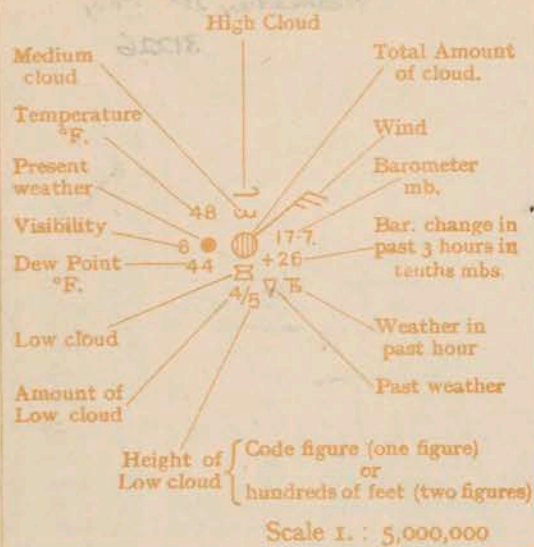 High Cloud
Medium
cloud
Total Amount
of cloud.
Temperature
°F.
Wind
Present
weather
Barometer
mb.
48
Visibility
6
17·7.
Bar. change in
past 3 hours in
tenths mbs.
Dew Point
°F.
44
+26
4/5
Low cloud
Weather in
past hour
Amount of
Low cloud
Past weather
Height of
Low cloud
Code figure (one figure)
or
hundreds of feet (two figures)
Scale 1. : 5,000,000